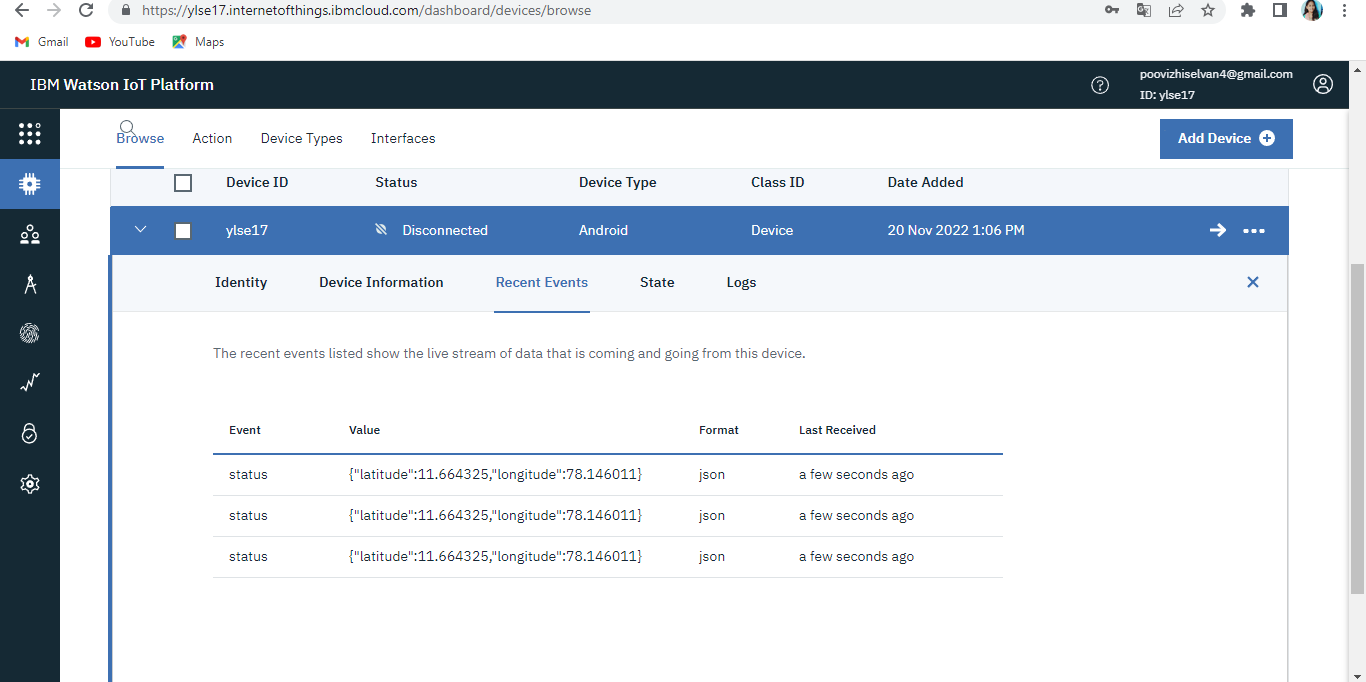 https://ylse17.internetofthings.ibmcloud.com/dashboard/devices/browse
Gmail YouTube Maps
IBM Watson IoT Platform
poovizhiselvan4@gmail.com
ID: ylse17
Browse Action Device Types Interfaces
Add Device
Device ID Status Device Type Class ID Date Added
ylse17 Disconnected Android Device 20 Nov 2022 1:06 PM
Identity Device Information Recent Events State Logs
The recent events listed show the live stream of data that is coming and going from this device.
Event Value Format Last Received
status {"latitude":11.664325,"longitude":78.146011} json a few seconds ago
status {"latitude":11.664325,"longitude":78.146011} json a few seconds ago
status {"latitude":11.664325,"longitude":78.146011} json a few seconds ago